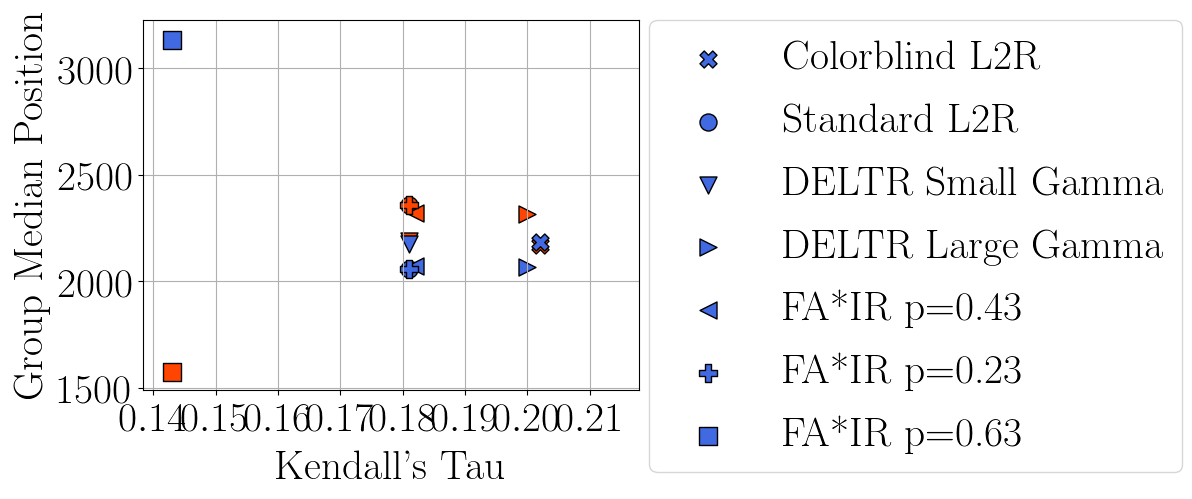 Group Median Position
3000
2500
2000
1500
0.14 0.15 0.16 0.17 0.18 0.19 0.20 0.21
Kendall's Tau
Colorblind L2R
Standard L2R
DELTR Small Gamma
DELTR Large Gamma
FA*IR p=0.43
FA*IR p=0.23
FA*IR p=0.63